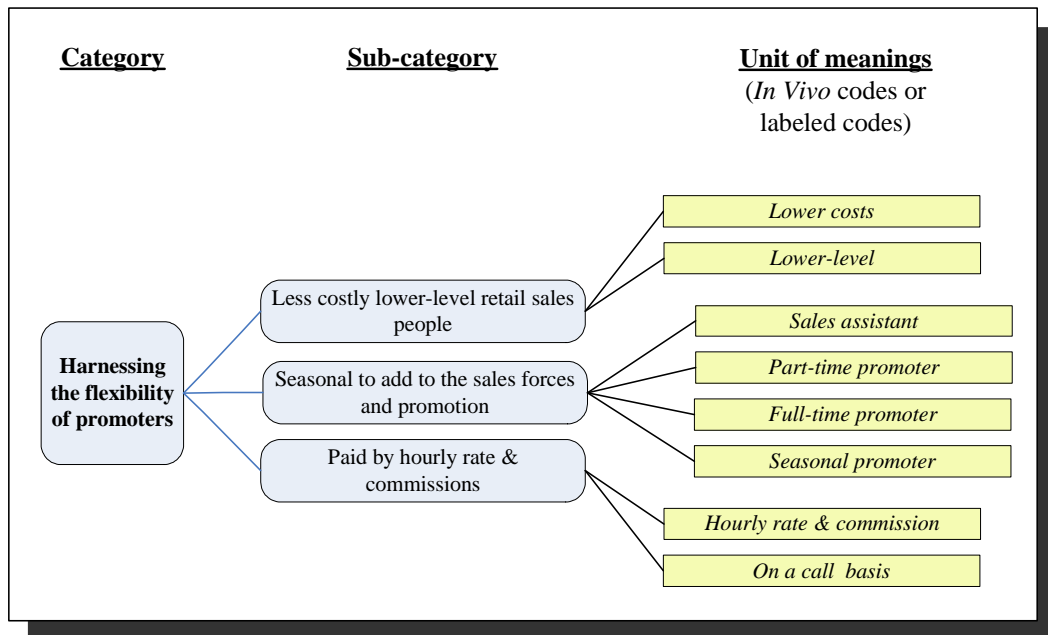 Category
Sub-category
Unit of meanings
(In Vivo codes or
labeled codes)
Harnessing
the flexibility
of promoters
Less costly lower-level retail sales
people
Seasonal to add to the sales forces
and promotion
Paid by hourly rate &
commissions
Lower costs
Lower-level
Sales assistant
Part-time promoter
Full-time promoter
Seasonal promoter
Hourly rate & commission
On a call  basis